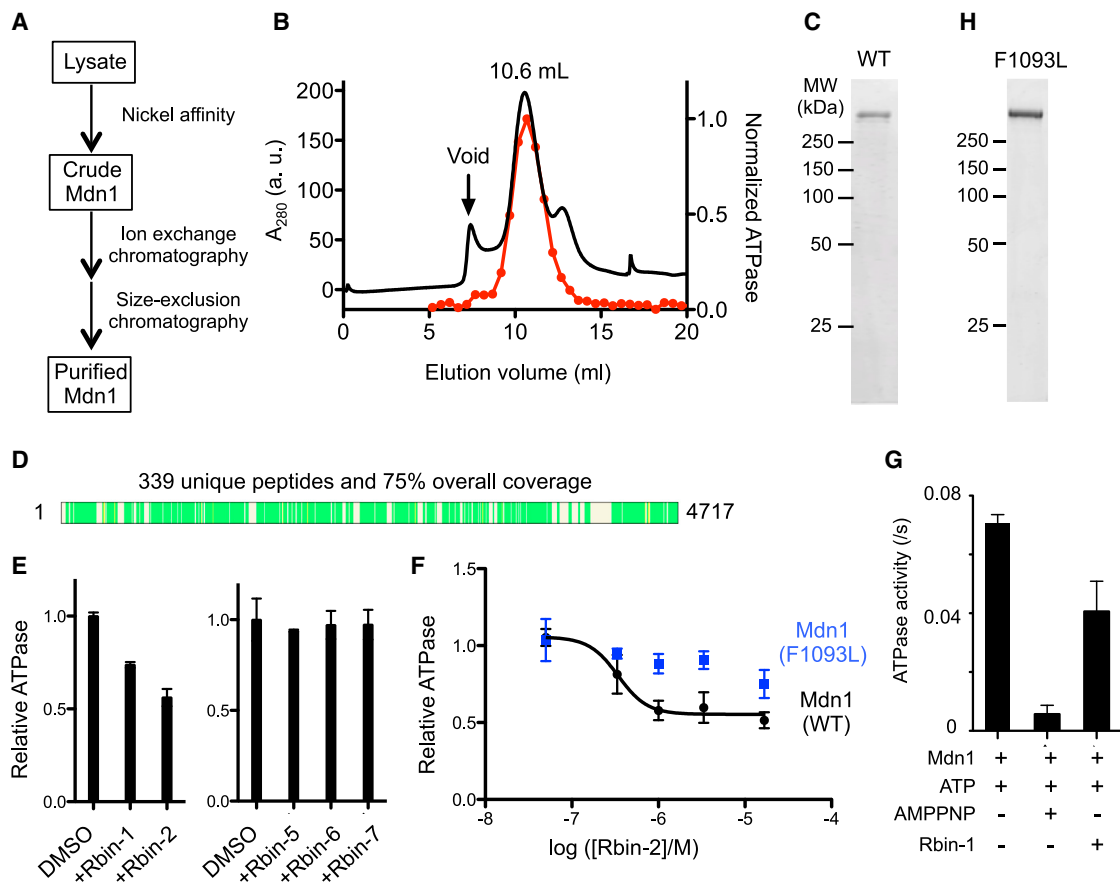 A
Lysate
Nickel affinity
Crude
Mdn1
Ion exchange
chromatography
Size-exclusion
chromatography
Purified
Mdn1
B
10.6 mL
Void
200
150
100
50
0
A280 (a. u.)
1.0
0.5
0.0
Normalized ATPase
0 5 10 15 20
Elution volume (ml)
C
WT
MW
(kDa)
250
150
100
50
25
H
F1093L
250
150
100
50
25
D
339 unique peptides and 75% overall coverage
1 4717
E
Relative ATPase
1.0
0.0
DMSO
+Rbin-1
+Rbin-2
1.0
0.0
DMSO
+Rbin-5
+Rbin-6
+Rbin-7
F
Relative ATPase
1.5
1.0
0.5
0.0
Mdn1
(F1093L)
Mdn1
(WT)
-8 -7 -6 -5 -4
log ([Rbin-2]/M)
G
ATPase activity (/s)
0.08
0.04
0
Mdn1 + + +
ATP + + +
AMPPNP - + -
Rbin-1 - - +